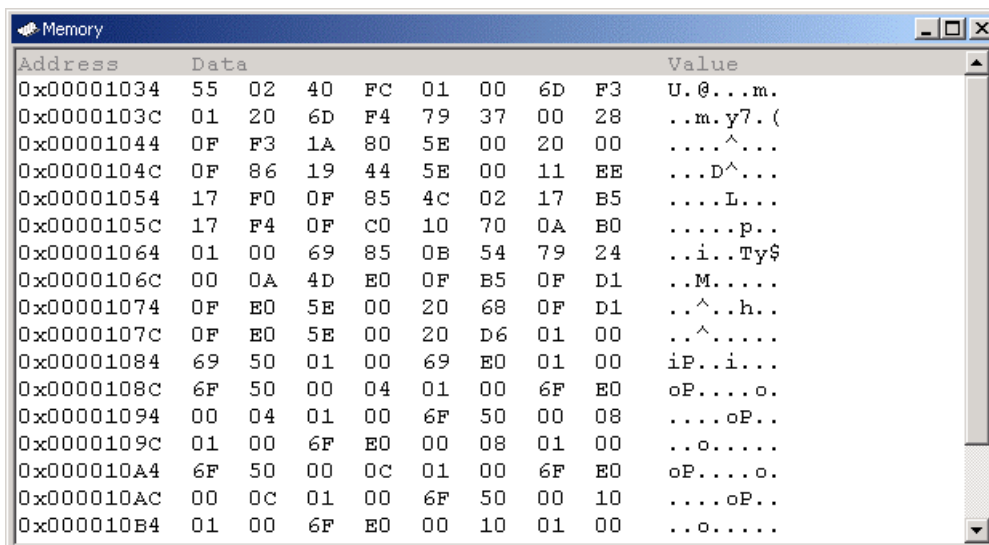 Memory
Address Data Value
0x00001034 55 02 40 FC 01 00 6D F3 U.@...m.
0x0000103C 01 20 6D F4 79 37 00 28 ..m.y7.(
0x00001044 0F F3 1A 80 5E 00 20 00 ....^...
0x0000104C 0F 86 19 44 5E 00 11 EE ...D^...
0x00001054 17 F0 0F 85 4C 02 17 B5 ....L...
0x0000105C 17 F4 0F C0 10 70 0A B0 .....p..
0x00001064 01 00 69 85 0B 54 79 24 ..i..Ty$
0x0000106C 00 0A 4D E0 0F B5 0F D1 ..M.....
0x00001074 0F E0 5E 00 20 68 0F D1 ..^..h..
0x0000107C 0F E0 5E 00 20 D6 01 00 ..^.....
0x00001084 69 50 01 00 69 E0 01 00 iP..i...
0x0000108C 6F 50 00 04 01 00 6F E0 oP....o.
0x00001094 00 04 01 00 6F 50 00 08 ....oP..
0x0000109C 01 00 6F E0 00 08 01 00 ..o.....
0x000010A4 6F 50 00 0C 01 00 6F E0 oP....o.
0x000010AC 00 0C 01 00 6F 50 00 10 ....oP..
0x000010B4 01 00 6F E0 00 10 01 00 ..o.....